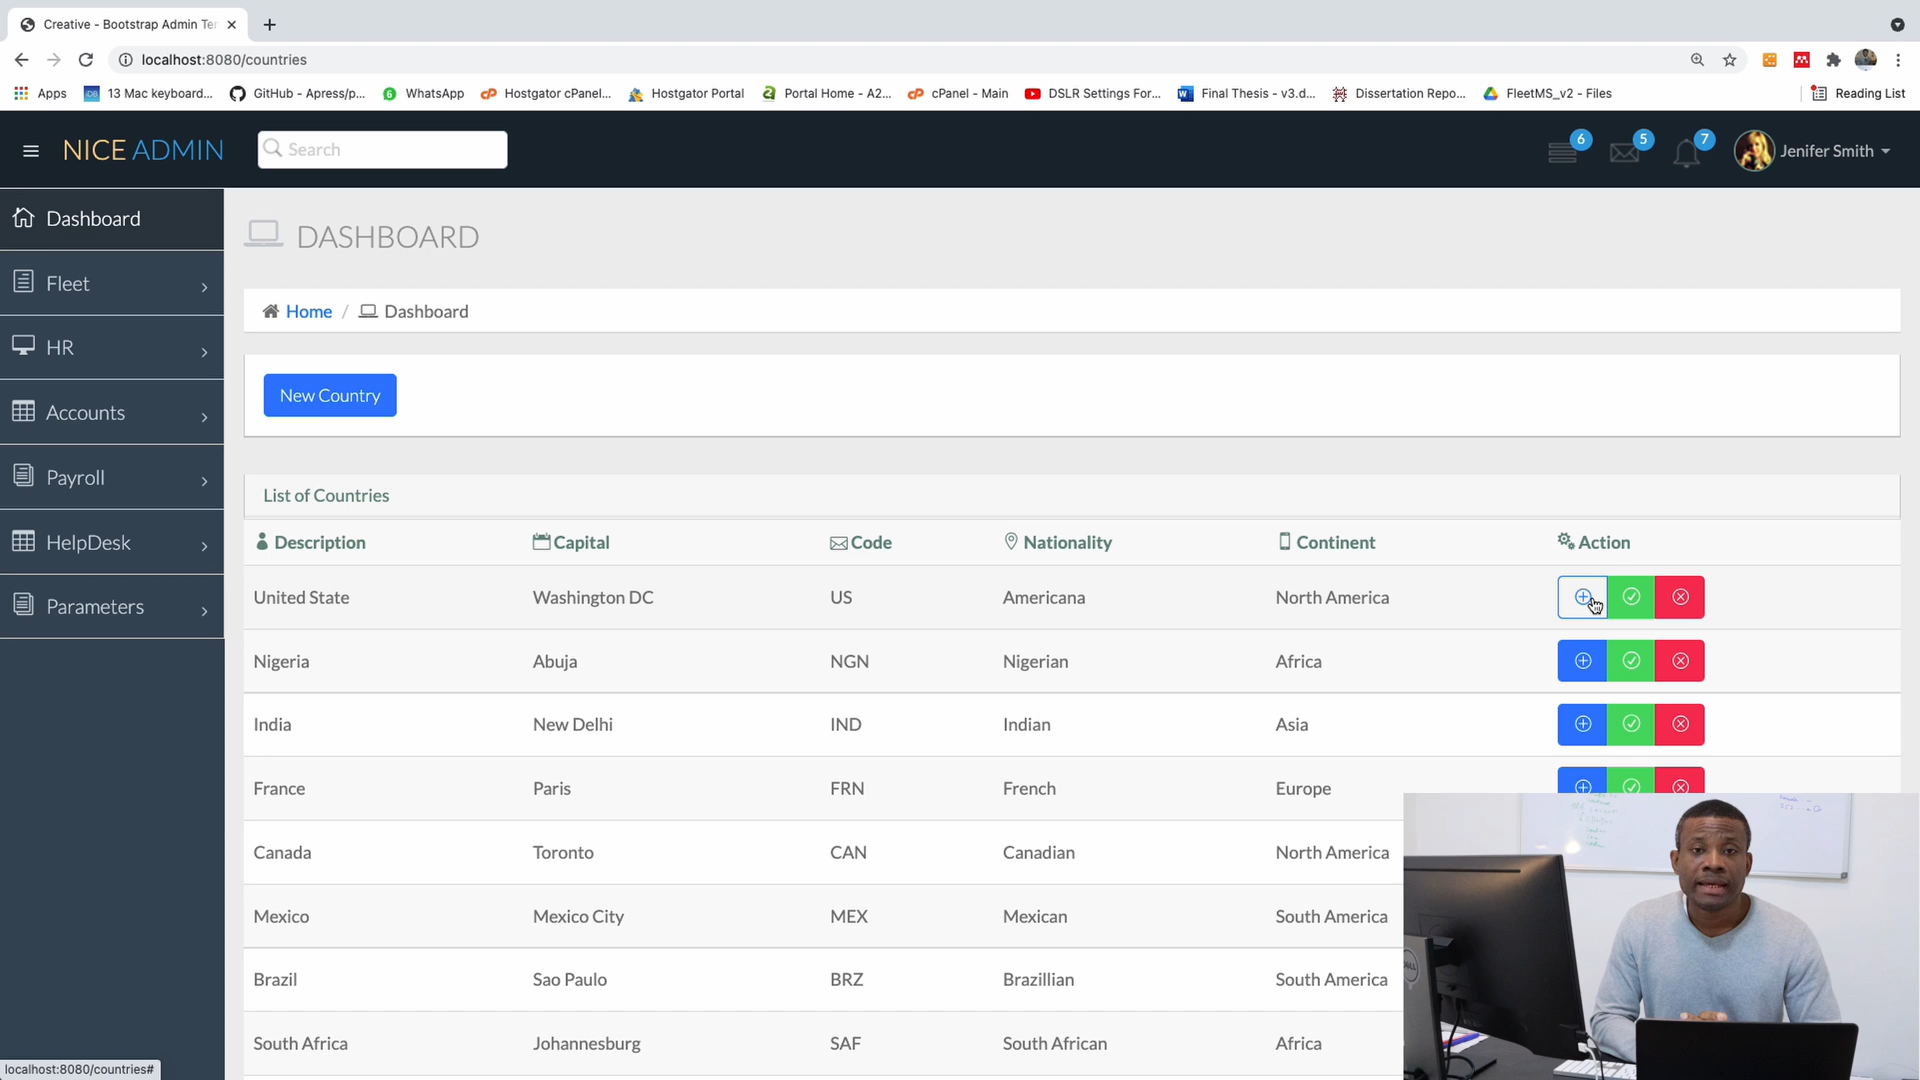 Creative - Bootstrap Admin Ter
localhost:8080/countries
Apps
13 Mac keyboard...
GitHub - Apress/p...
WhatsApp
Hostgator cPanel...
Hostgator Portal
Portal Home - A2...
cPanel - Main
DSLR Settings For...
Final Thesis - v3.d...
Dissertation Repo...
FleetMS_v2 - Files
Reading List
NICE ADMIN
Search
6
5
7
Jenifer Smith
Dashboard
Fleet
HR
Accounts
Payroll
HelpDesk
Parameters
DASHBOARD
Home / Dashboard
New Country
List of Countries
Description Capital Code Nationality Continent Action
United State Washington DC US Americana North America
Nigeria Abuja NGN Nigerian Africa
India New Delhi IND Indian Asia
France Paris FRN French Europe
Canada Toronto CAN Canadian North America
Mexico Mexico City MEX Mexican South America
Brazil Sao Paulo BRZ Brazillian South America
South Africa Johannesburg SAF South African Africa
DELL
localhost:8080/countries#